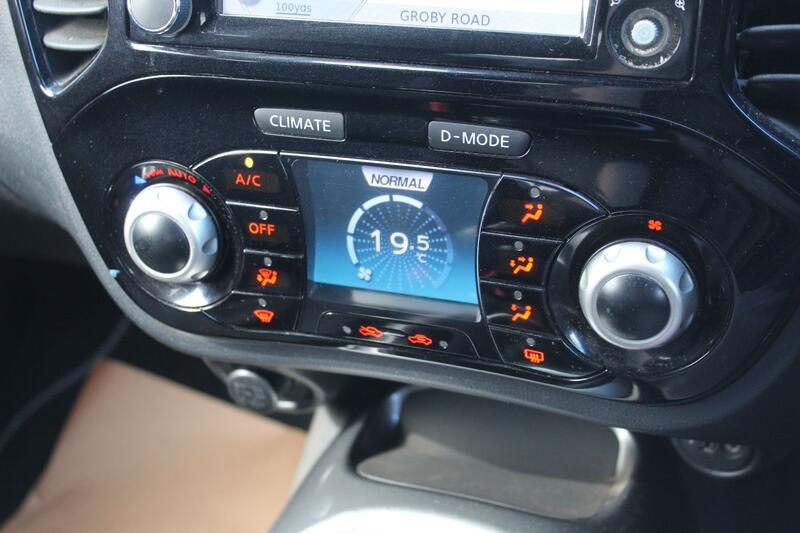 100yds
GROBY ROAD
CLIMATE
D-MODE
AUTO
A/C
NORMAL
OFF
19.5
°C